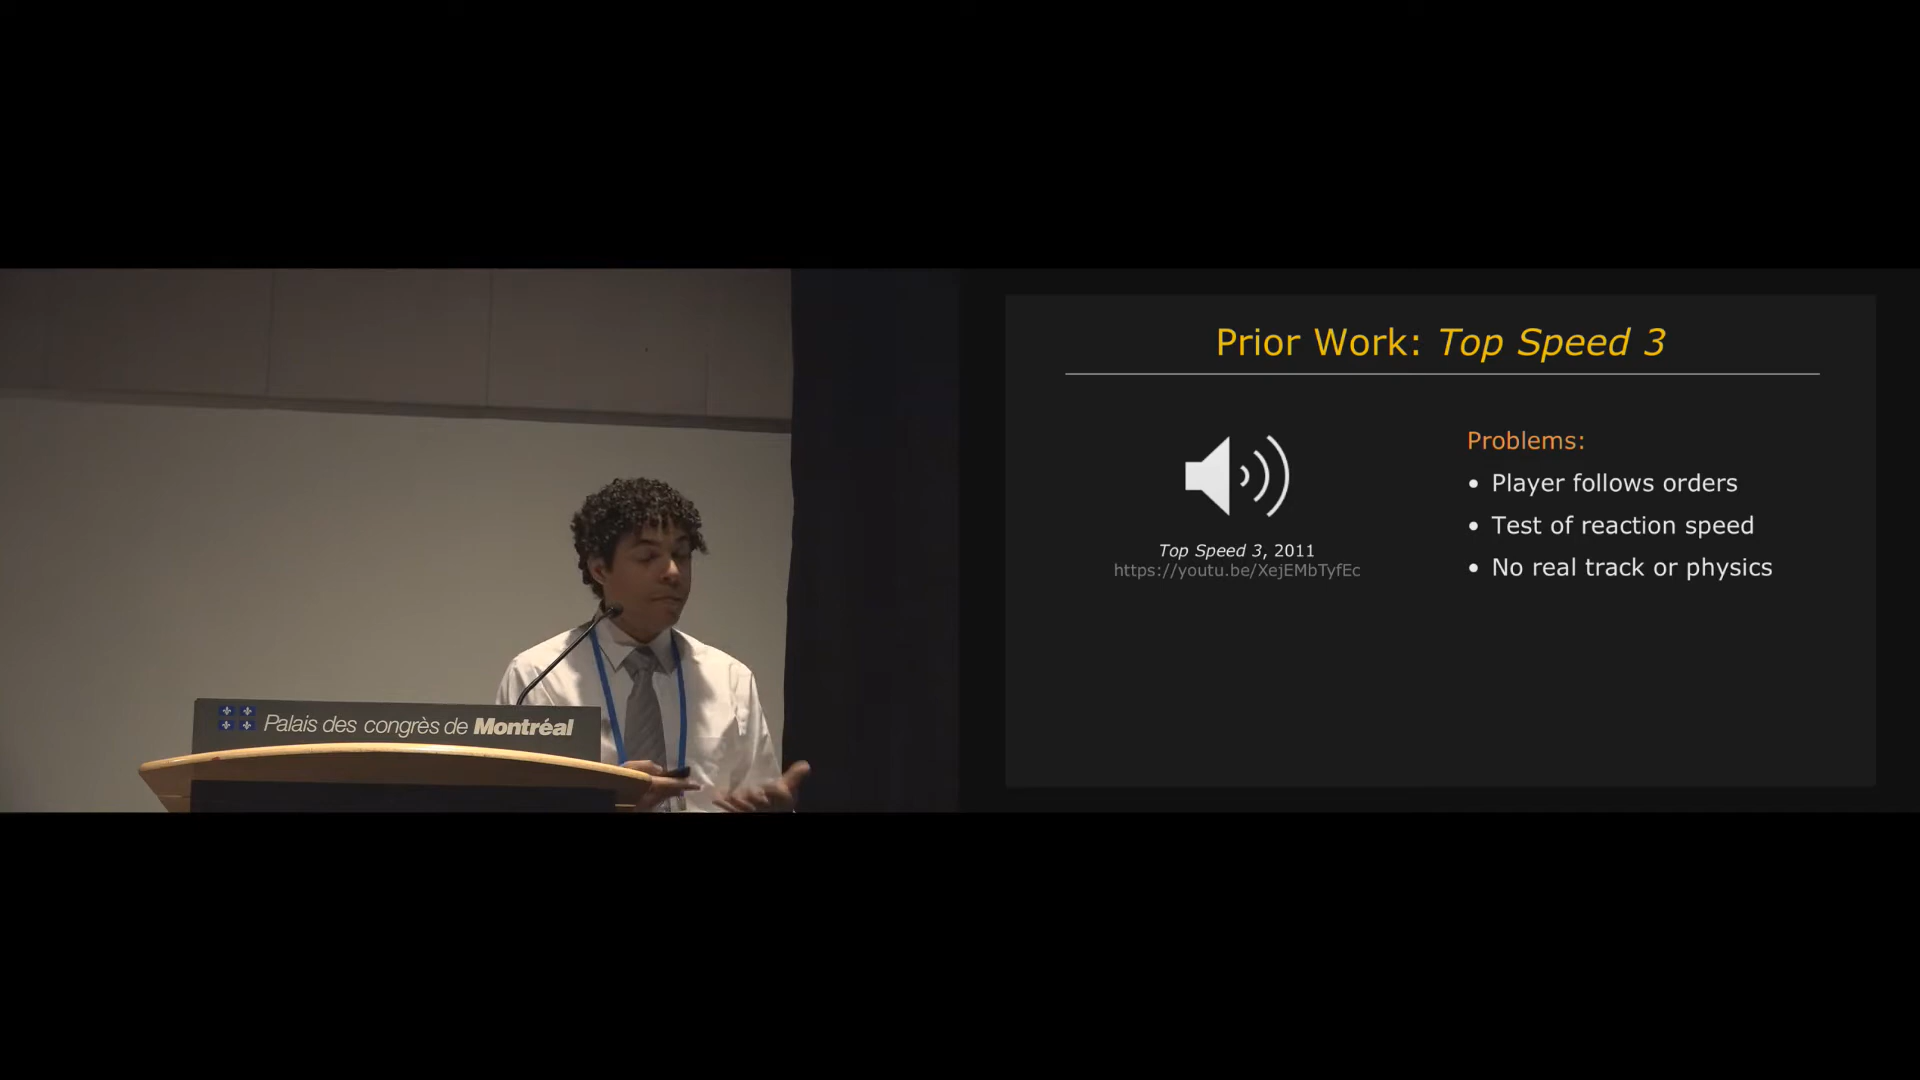 Palais des congrès de Montréal
Prior Work: Top Speed 3
Top Speed 3, 2011
https://youtu.be/XejEMbTyfEc
Problems:
• Player follows orders
• Test of reaction speed
• No real track or physics